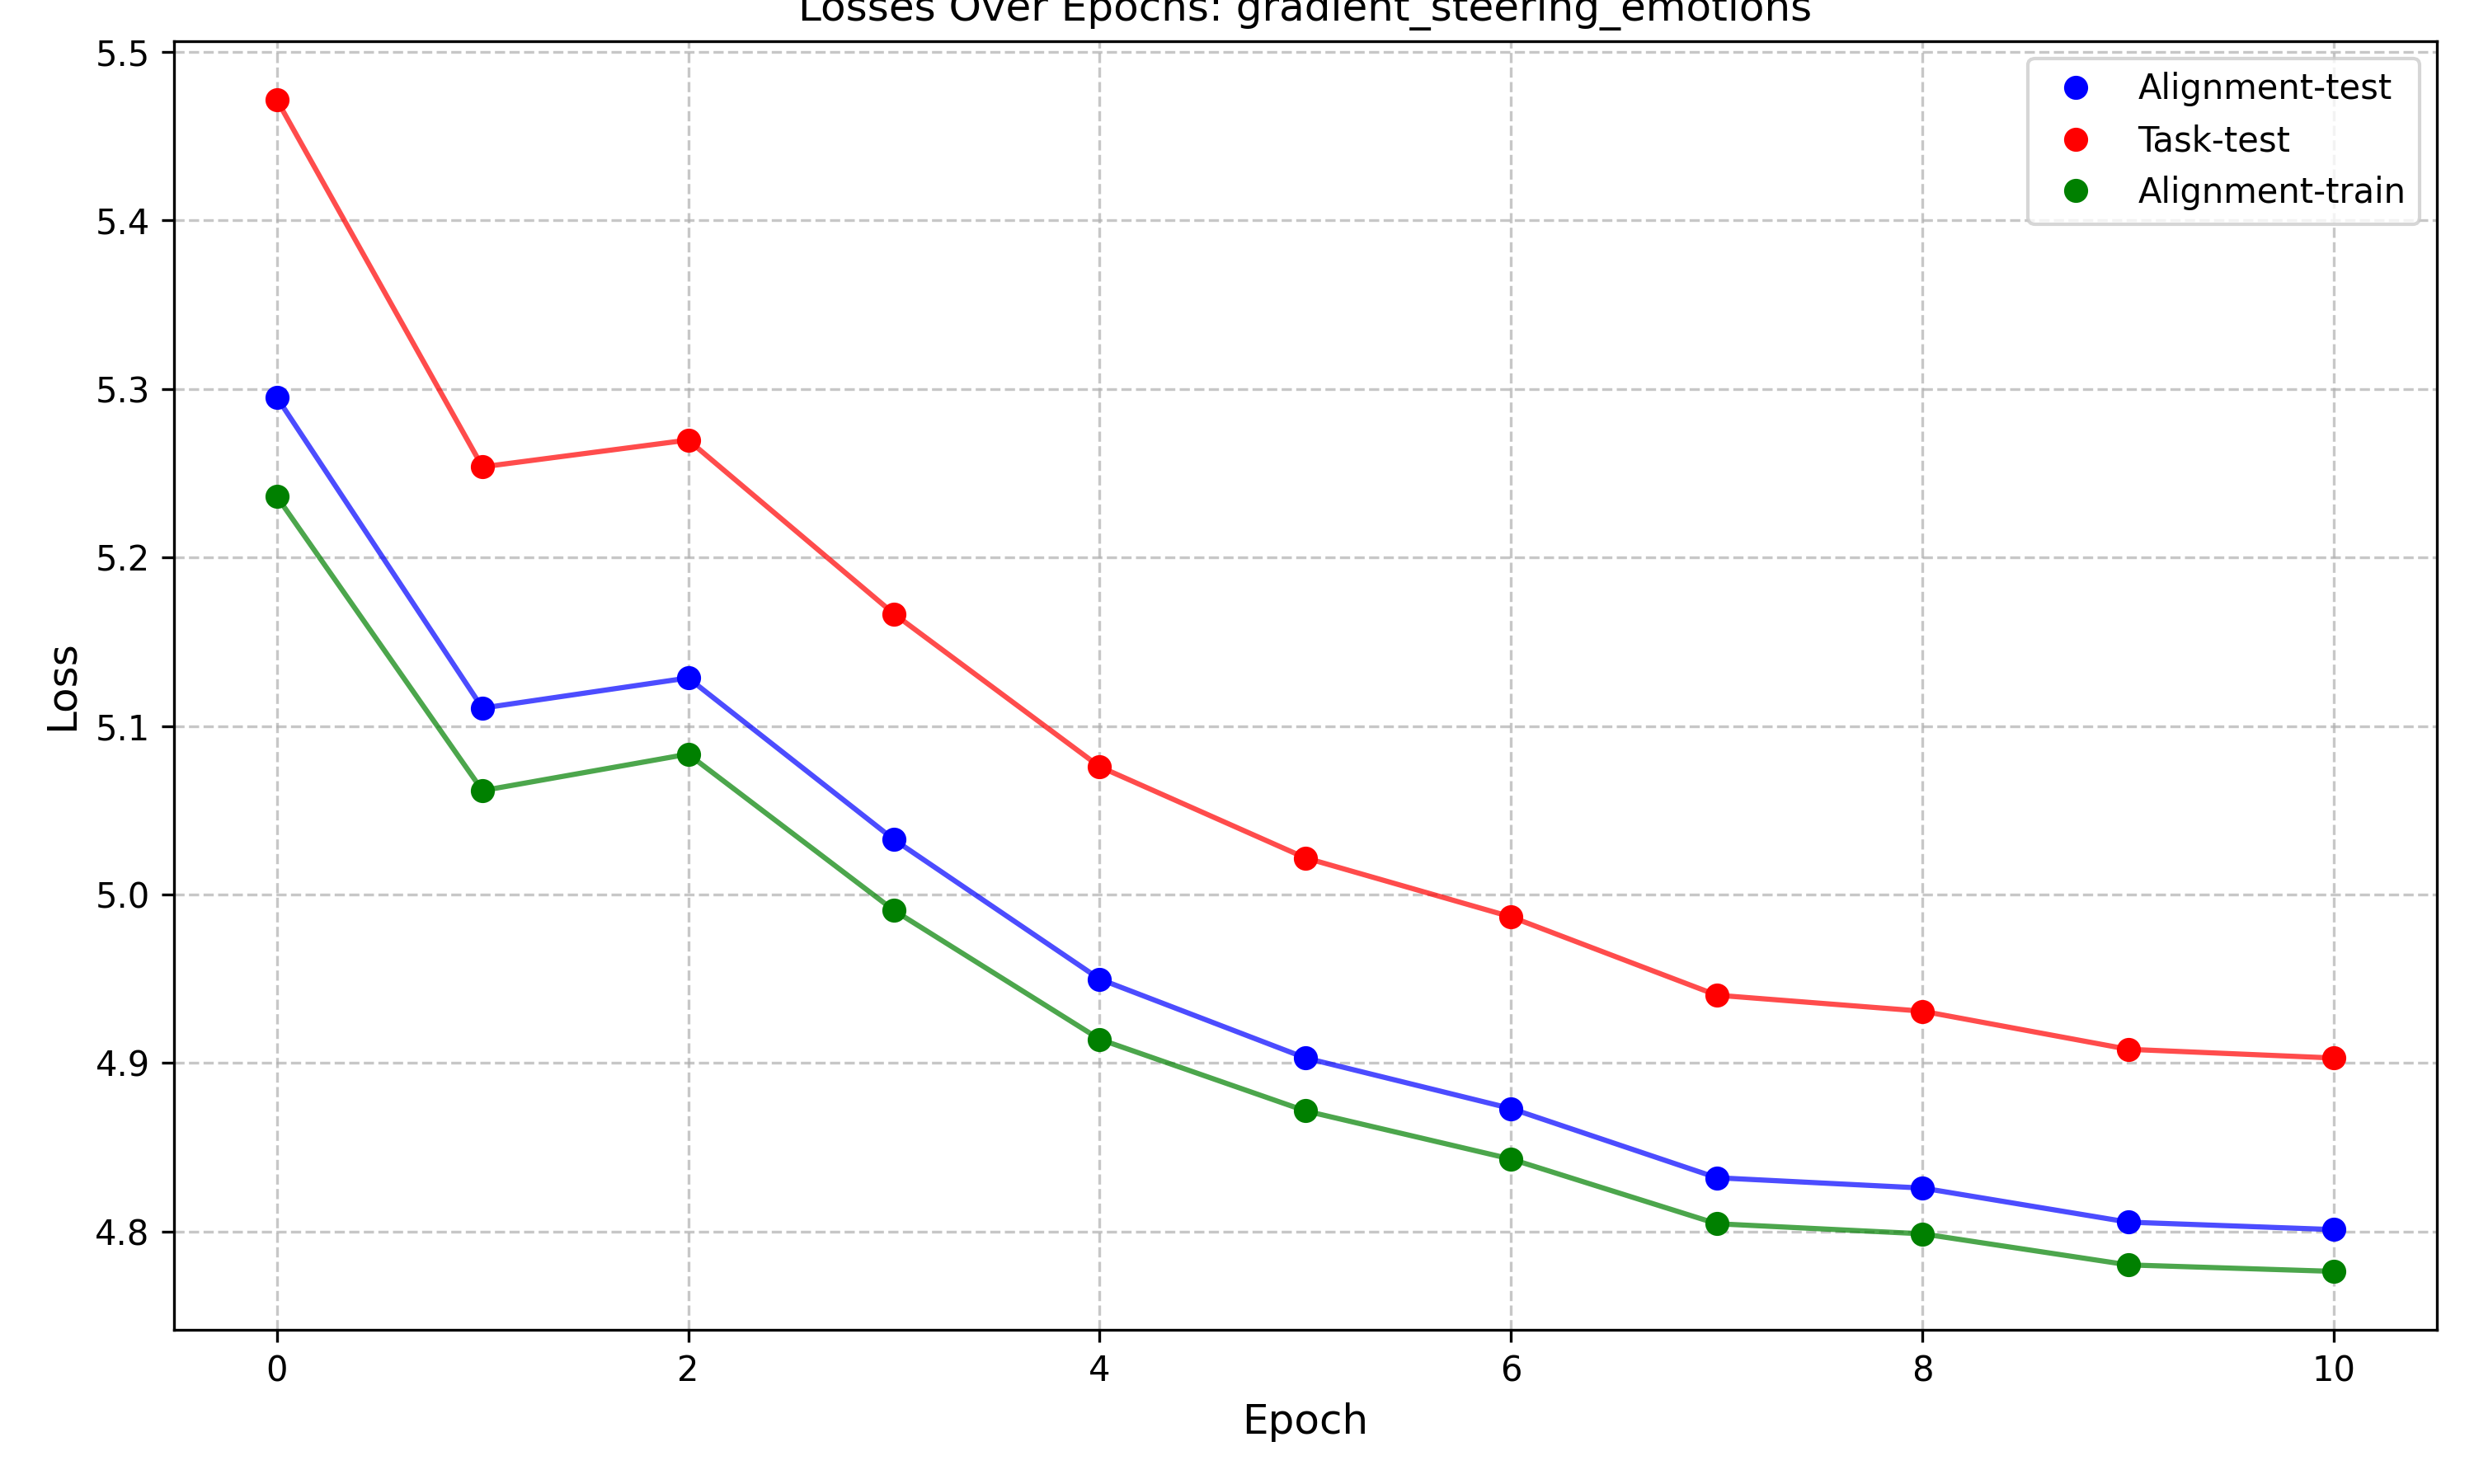 Losses Over Epochs: gradient_steering_emotions
5.5
5.4
5.3
5.2
5.1
5.0
4.9
4.8
Loss
Alignment-test
Task-test
Alignment-train
0 2 4 6 8 10
Epoch